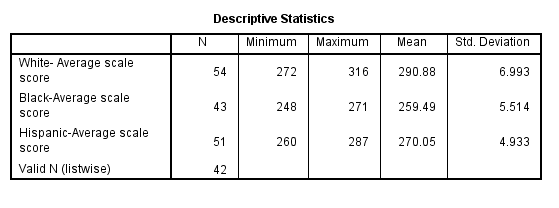 Descriptive Statistics
N Minimum Maximum Mean Std. Deviation
White- Average scale
score 54 272 316 290.88 6.993
Black-Average scale
score 43 248 271 259.49 5.514
Hispanic-Average scale
score 51 260 287 270.05 4.933
Valid N (listwise) 42